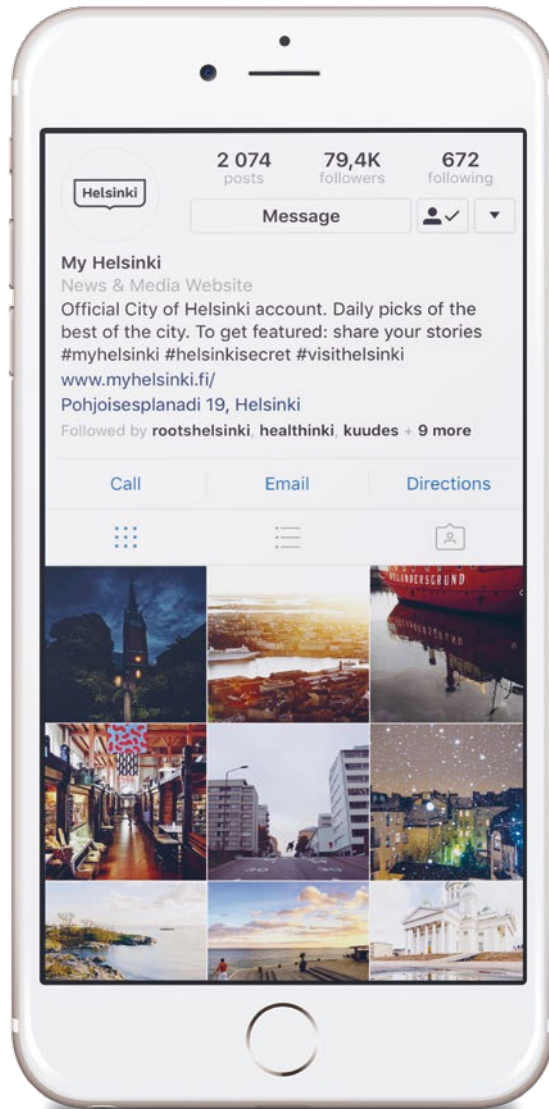 Helsinki
2 074 79,4K 672
posts followers following
Message
My Helsinki
News & Media Website
Official City of Helsinki account. Daily picks of the
best of the city. To get featured: share your stories
#myhelsinki #helsinkisecret #visithelsinki
www.myhelsinki.fi/
Pohjoisesplanadi 19, Helsinki
Followed by rootshelsinki, healthinki, kuudes + 9 more
Call Email Directions
30 30